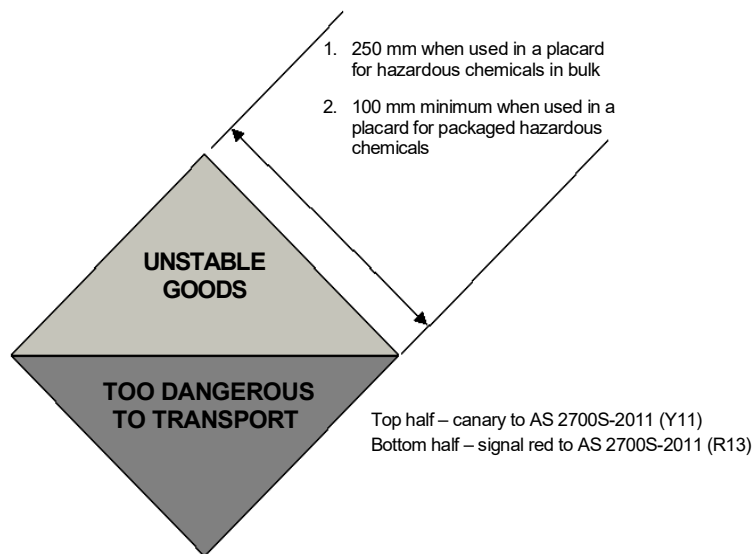 1. 250 mm when used in a placard
for hazardous chemicals in bulk
2. 100 mm minimum when used in a
placard for packaged hazardous
chemicals
UNSTABLE
GOODS
TOO DANGEROUS
TO TRANSPORT
Top half – canary to AS 2700S-2011 (Y11)
Bottom half – signal red to AS 2700S-2011 (R13)